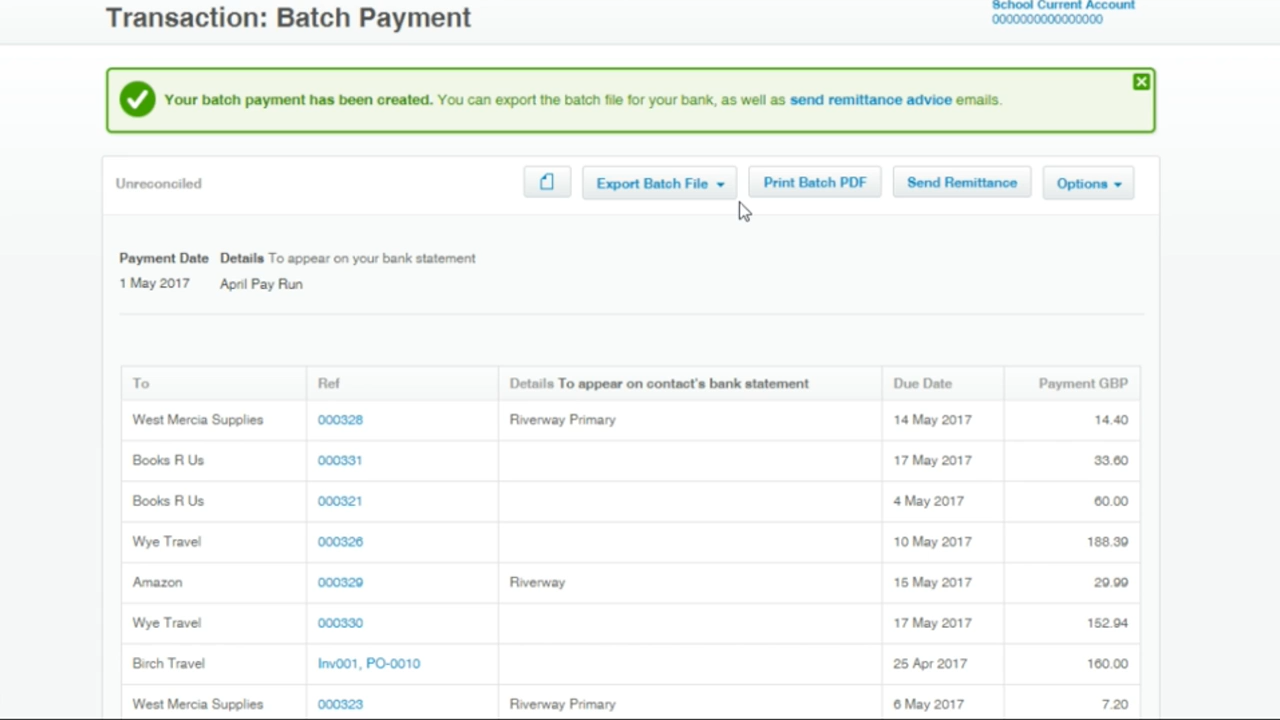 Transaction: Batch Payment
School Current Account
0000000000000000
Your batch payment has been created. You can export the batch file for your bank, as well as send remittance advice emails.
Unreconciled
Export Batch File
Print Batch PDF
Send Remittance
Options
Payment Date Details To appear on your bank statement
1 May 2017 April Pay Run
To Ref Details To appear on contact's bank statement Due Date Payment GBP
West Mercia Supplies 000328 Riverway Primary 14 May 2017 14.40
Books R Us 000331 17 May 2017 33.60
Books R Us 000321 4 May 2017 60.00
Wye Travel 000326 10 May 2017 188.39
Amazon 000329 Riverway 15 May 2017 29.99
Wye Travel 000330 17 May 2017 152.94
Birch Travel Inv001, PO-0010 25 Apr 2017 160.00
West Mercia Supplies 000323 Riverway Primary 6 May 2017 7.20